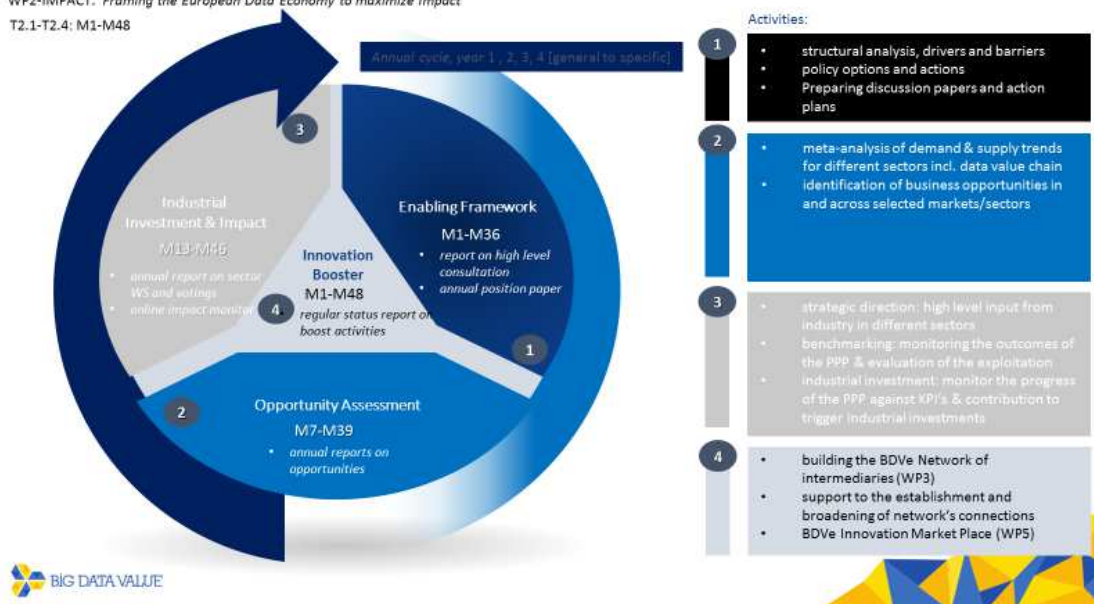 WP2-IMPACT: Framing the European Data Economy to maximize impact
T2.1-T2.4: M1-M48
Annual cycle, year 1 , 2, 3, 4 [general to specific]
3
Industrial
Investment & Impact
M13-M46
• annual report on sector
WS and votings
• online impact monitor
Enabling Framework
M1-M36
• report on high level
consultation
• annual position paper
1
Innovation
Booster
M1-M48
4.
regular status report on
boost activities
2
Opportunity Assessment
M7-M39
• annual reports on
opportunities
Activities:
1
• structural analysis, drivers and barriers
• policy options and actions
• Preparing discussion papers and action
plans
2
• meta-analysis of demand & supply trends
for different sectors incl. data value chain
• identification of business opportunities in
and across selected markets/sectors
3
• strategic direction: high level input from
industry in different sectors
• benchmarking: monitoring the outcomes of
the PPP & evaluation of the exploitation
• industrial investment: monitor the progress
of the PPP against KPI's & contribution to
trigger industrial investments
4
• building the BDVe Network of
intermediaries (WP3)
• support to the establishment and
broadening of network's connections
• BDVe Innovation Market Place (WP5)
BIG DATA VALUE